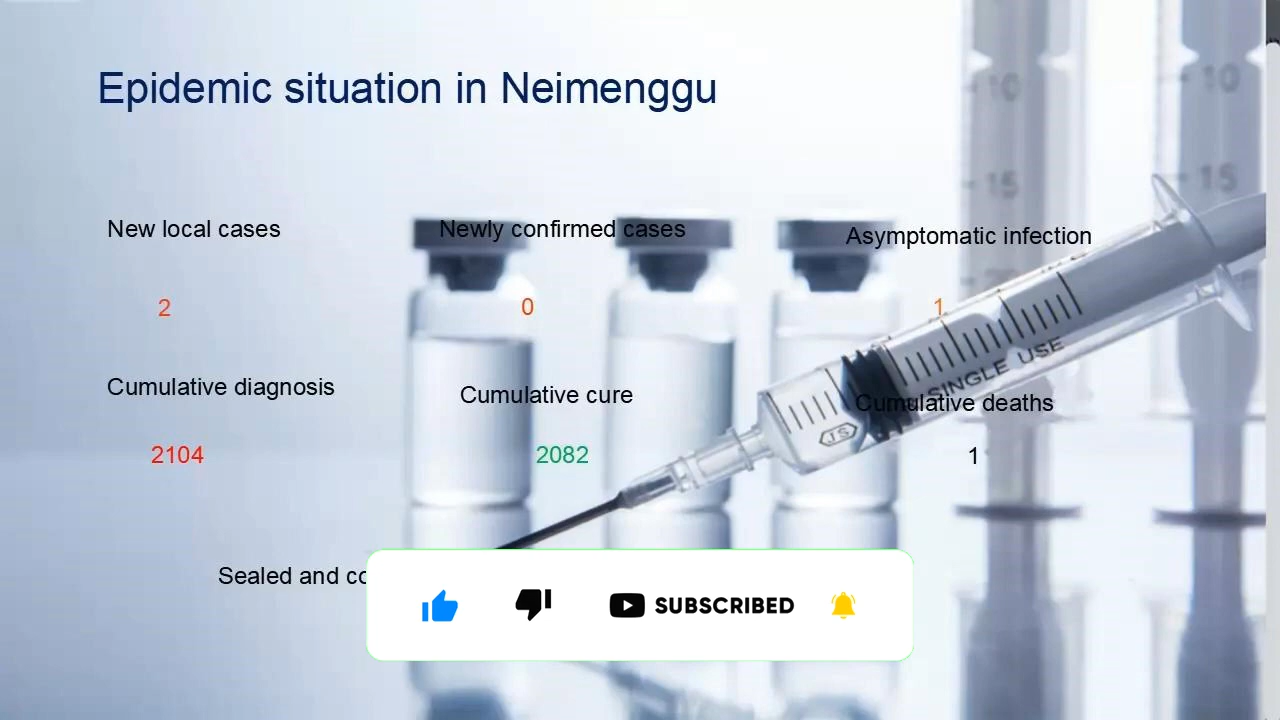 Epidemic situation in Neimenggu
New local cases
Newly confirmed cases
Asymptomatic infection
2
0
1
Cumulative diagnosis
Cumulative cure
Cumulative deaths
2104
2082
1
Sealed and
SUBSCRIBED
10
10
15
15
SINGLE USE
JS